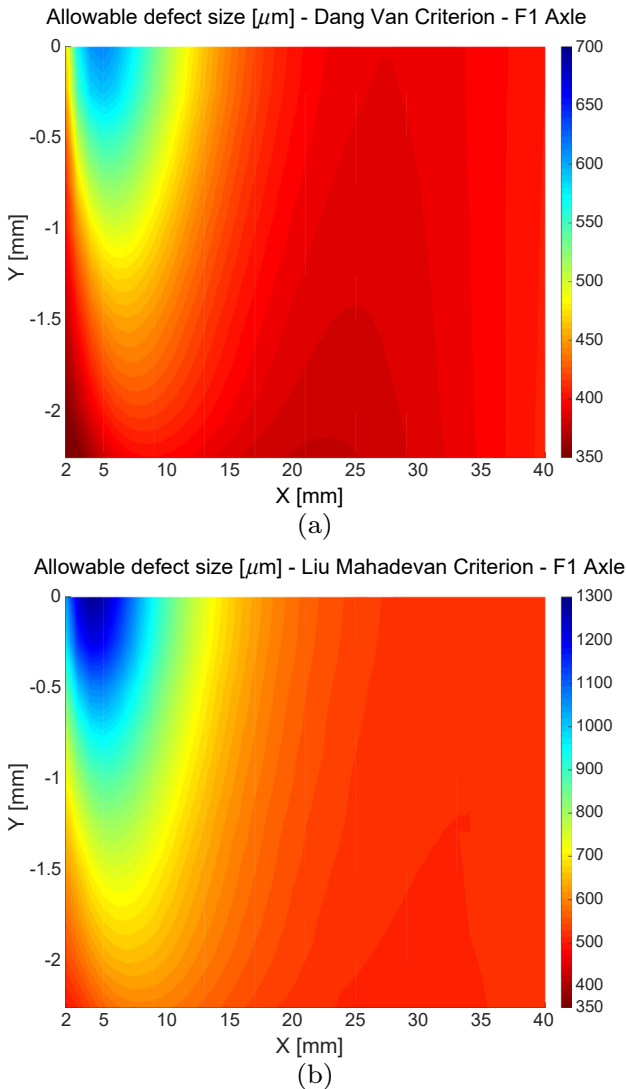 Allowable defect size [μm] - Dang Van Criterion - F1 Axle
0
-0.5
-1
-1.5
-2
Y [mm]
2 5 10 15 20 25 30 35 40
X [mm]
700
650
600
550
500
450
400
350
(a)
Allowable defect size [μm] - Liu Mahadevan Criterion - F1 Axle
0
-0.5
-1
-1.5
-2
Y [mm]
2 5 10 15 20 25 30 35 40
X [mm]
1300
1200
1100
1000
900
800
700
600
500
400
350
(b)